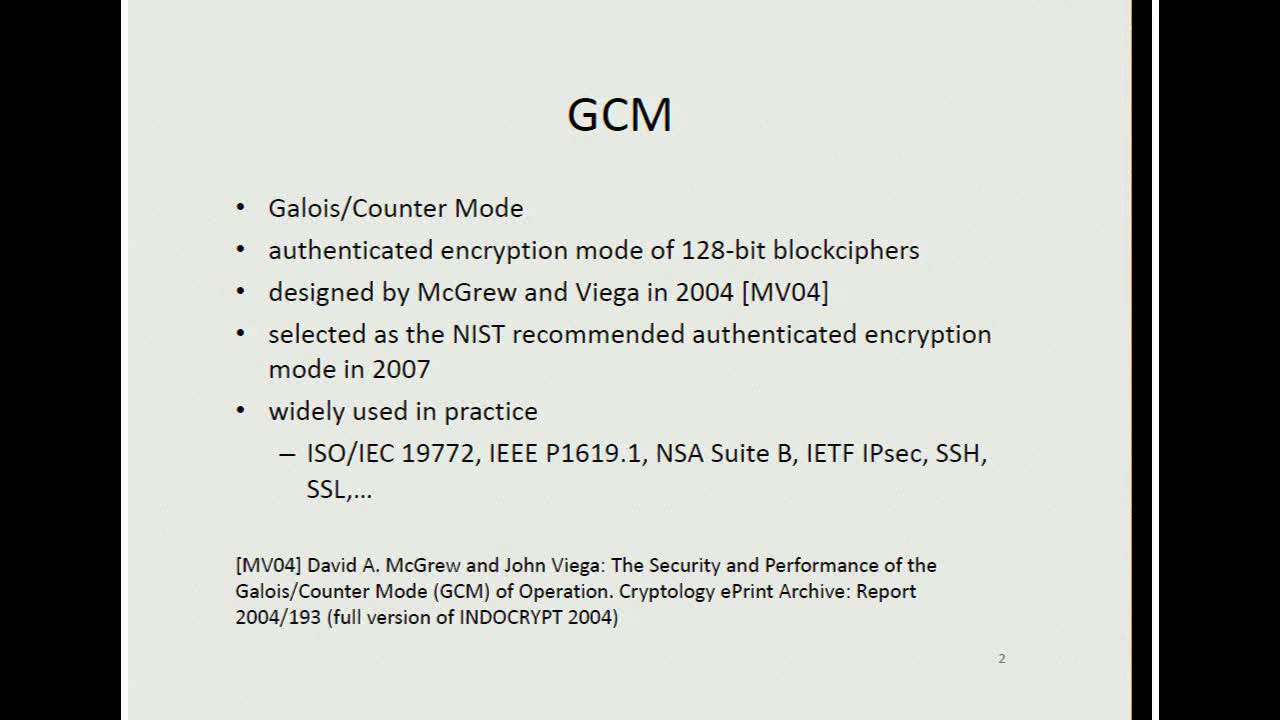 GCM
• Galois/Counter Mode
• authenticated encryption mode of 128-bit blockciphers
• designed by McGrew and Viega in 2004 [MV04]
• selected as the NIST recommended authenticated encryption
mode in 2007
• widely used in practice
– ISO/IEC 19772, IEEE P1619.1, NSA Suite B, IETF IPsec, SSH,
SSL,...
[MV04] David A. McGrew and John Viega: The Security and Performance of the
Galois/Counter Mode (GCM) of Operation. Cryptology ePrint Archive: Report
2004/193 (full version of INDOCRYPT 2004)
2